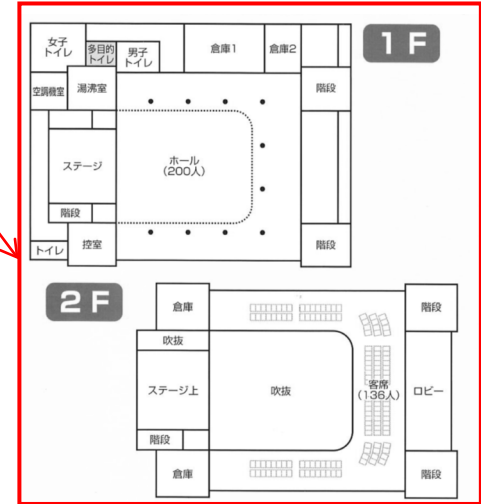 1F
女子
トイレ
多目的
トイレ
男子
トイレ
倉庫1
倉庫2
空調機室
湯沸室
階段
ステージ
ホール
(200人)
階段
トイレ
控室
階段
2F
倉庫
階段
吹抜
ステージ上
吹抜
客席
(136人)
ロビー
階段
倉庫
階段